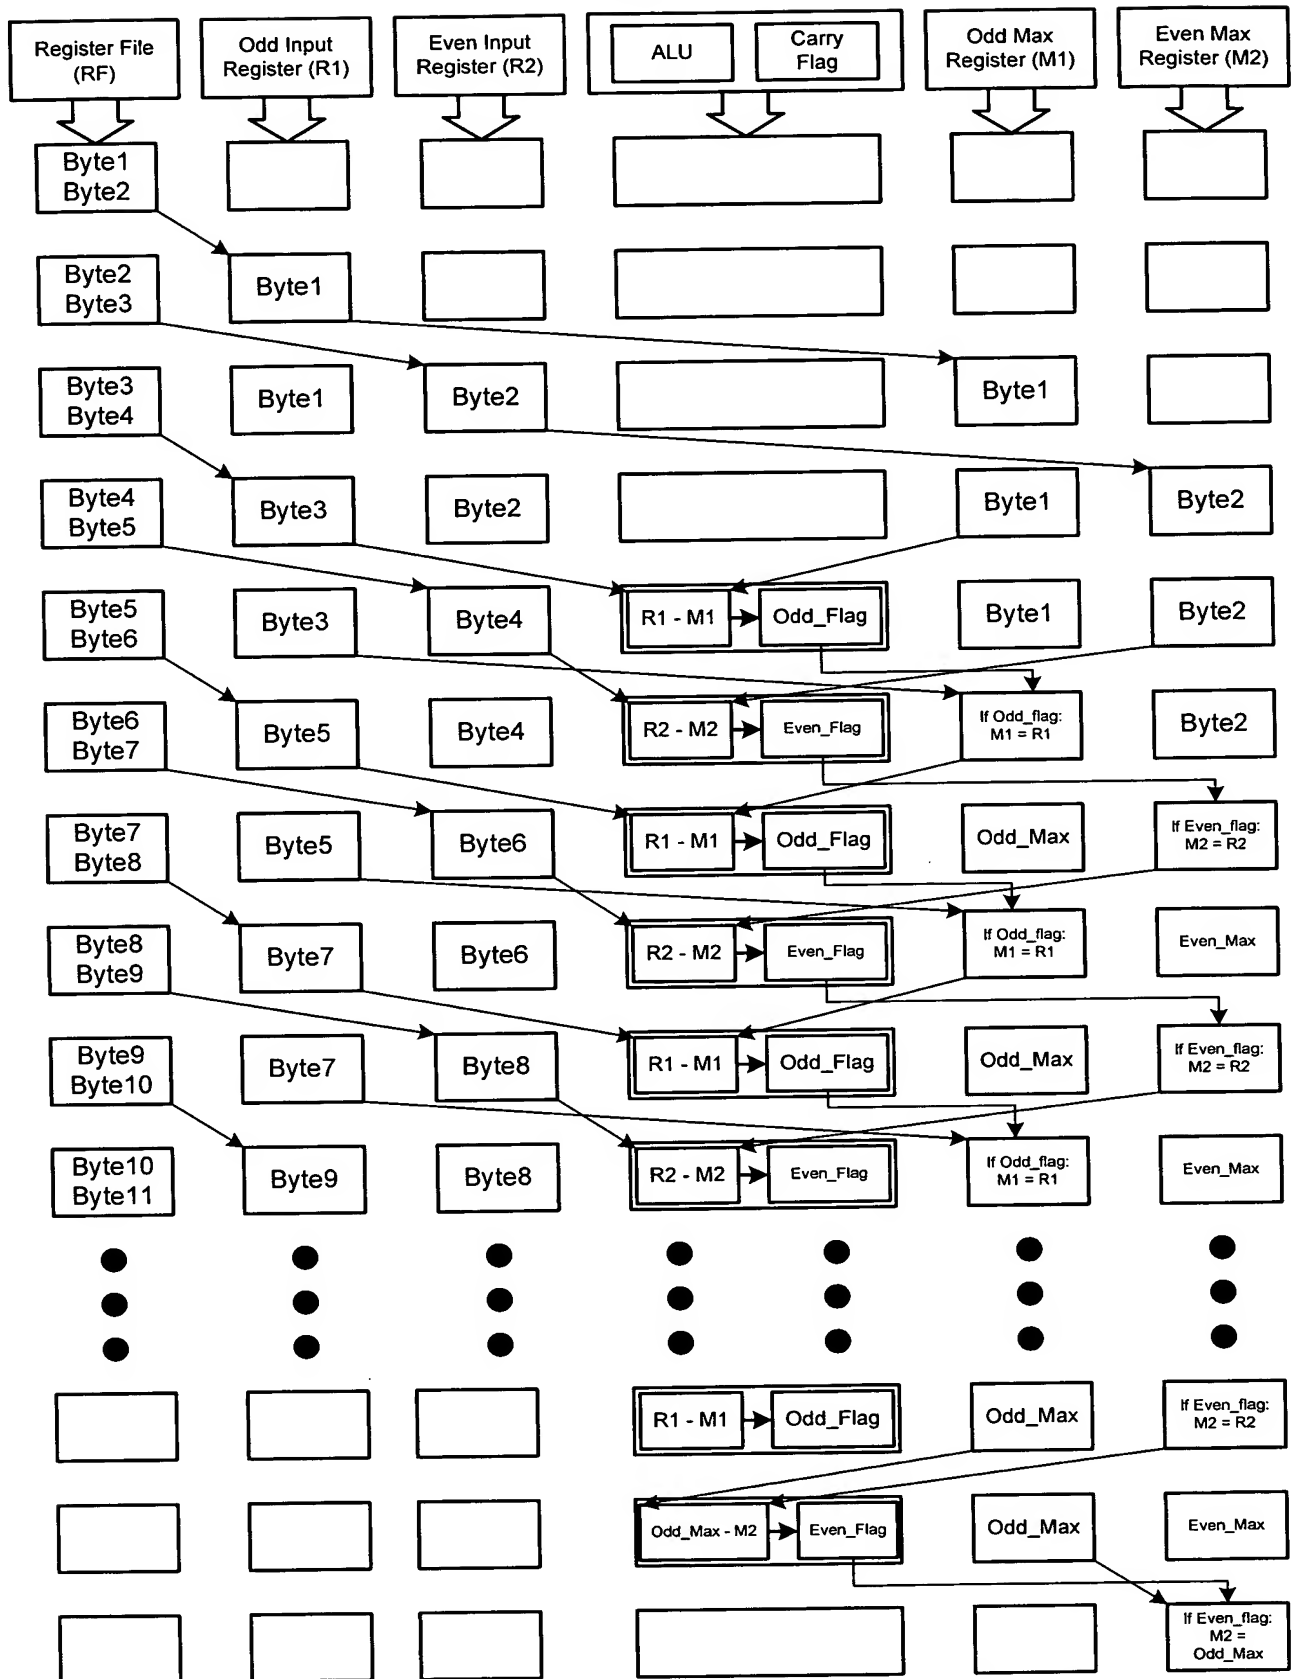 Register File
(RF)
Odd Input
Register (R1)
Even Input
Register (R2)
ALU
Carry
Flag
Odd Max
Register (M1)
Even Max
Register (M2)
Byte1
Byte2
Byte2
Byte3
Byte1
Byte3
Byte4
Byte1
Byte2
Byte1
Byte4
Byte5
Byte3
Byte2
Byte1
Byte2
Byte5
Byte6
Byte3
Byte4
R1 - M1
Odd_Flag
Byte1
Byte2
Byte6
Byte7
Byte5
Byte4
R2 - M2
Even_Flag
If Odd_flag:
M1 = R1
Byte2
Byte7
Byte8
Byte5
Byte6
R1 - M1
Odd_Flag
Odd_Max
If Even_flag:
M2 = R2
Byte8
Byte9
Byte7
Byte6
R2 - M2
Even_Flag
If Odd_flag:
M1 = R1
Even_Max
Byte9
Byte10
Byte7
Byte8
R1 - M1
Odd_Flag
Odd_Max
If Even_flag:
M2 = R2
Byte10
Byte11
Byte9
Byte8
R2 - M2
Even_Flag
If Odd_flag:
M1 = R1
Even_Max
R1 - M1
Odd_Flag
Odd_Max
If Even_flag:
M2 = R2
Odd_Max - M2
Even_Flag
Odd_Max
Even_Max
If Even_flag:
M2 =
Odd_Max